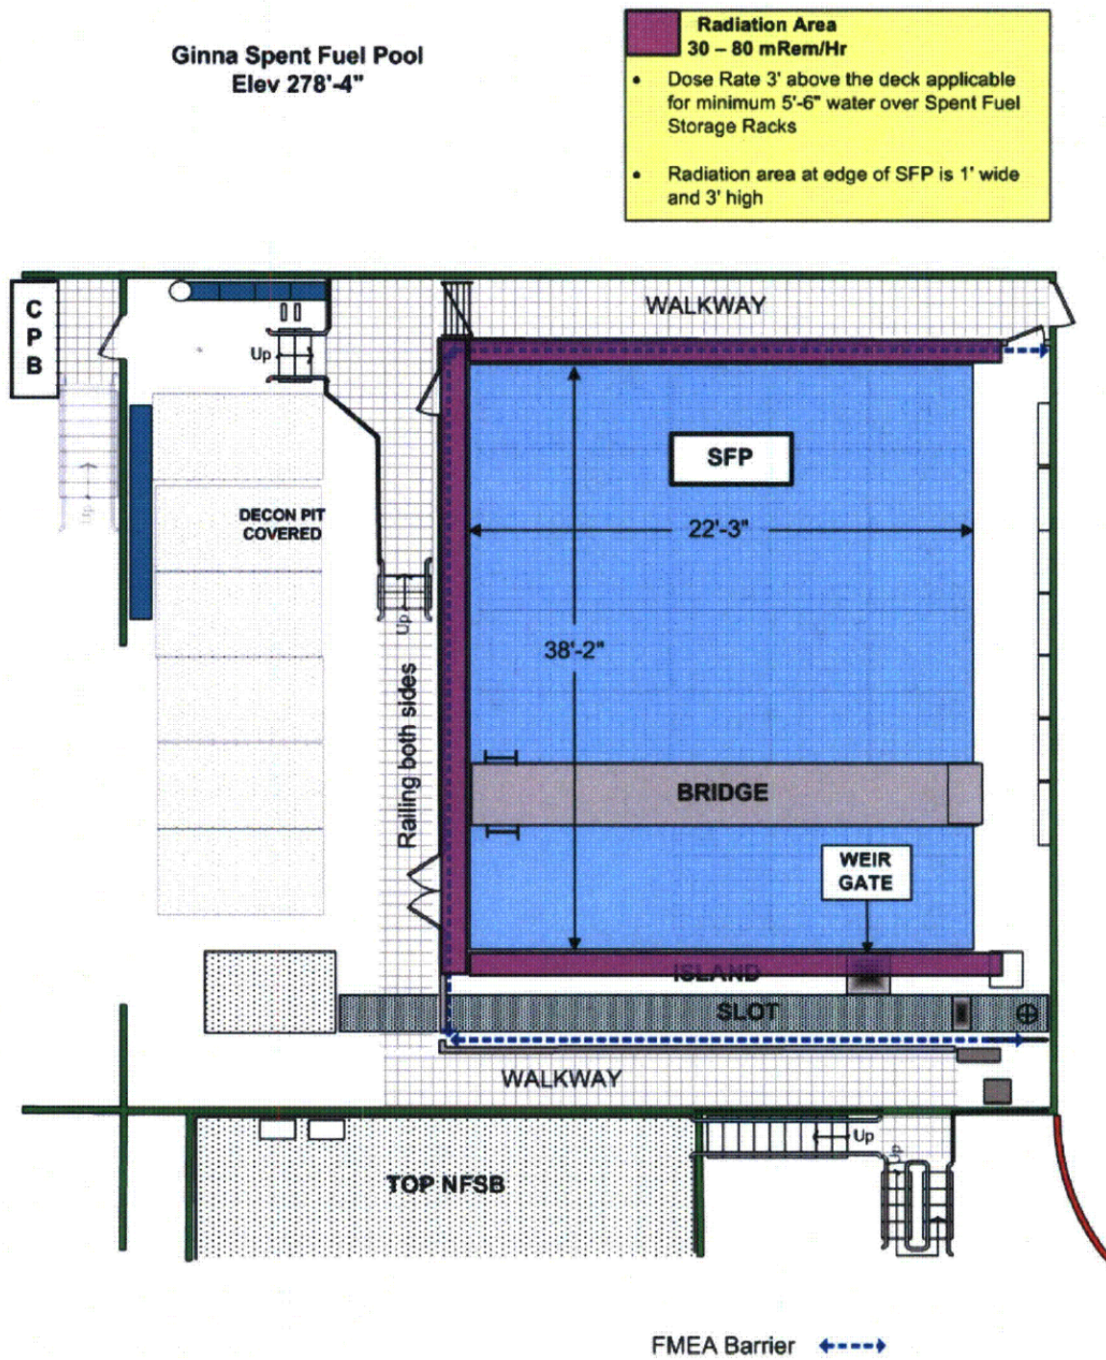 Ginna Spent Fuel Pool
Elev 278'-4"
Radiation Area
30 – 80 mRem/Hr
• Dose Rate 3' above the deck applicable
for minimum 5'-6" water over Spent Fuel
Storage Racks
• Radiation area at edge of SFP is 1' wide
and 3' high
C
P
B
WALKWAY
Up
SFP
Up
DECON PIT
COVERED
22'-3"
Up
38'-2"
Railing both sides
BRIDGE
WEIR
GATE
ISLAND
SLOT
WALKWAY
Up
Up
TOP NFSB
FMEA Barrier